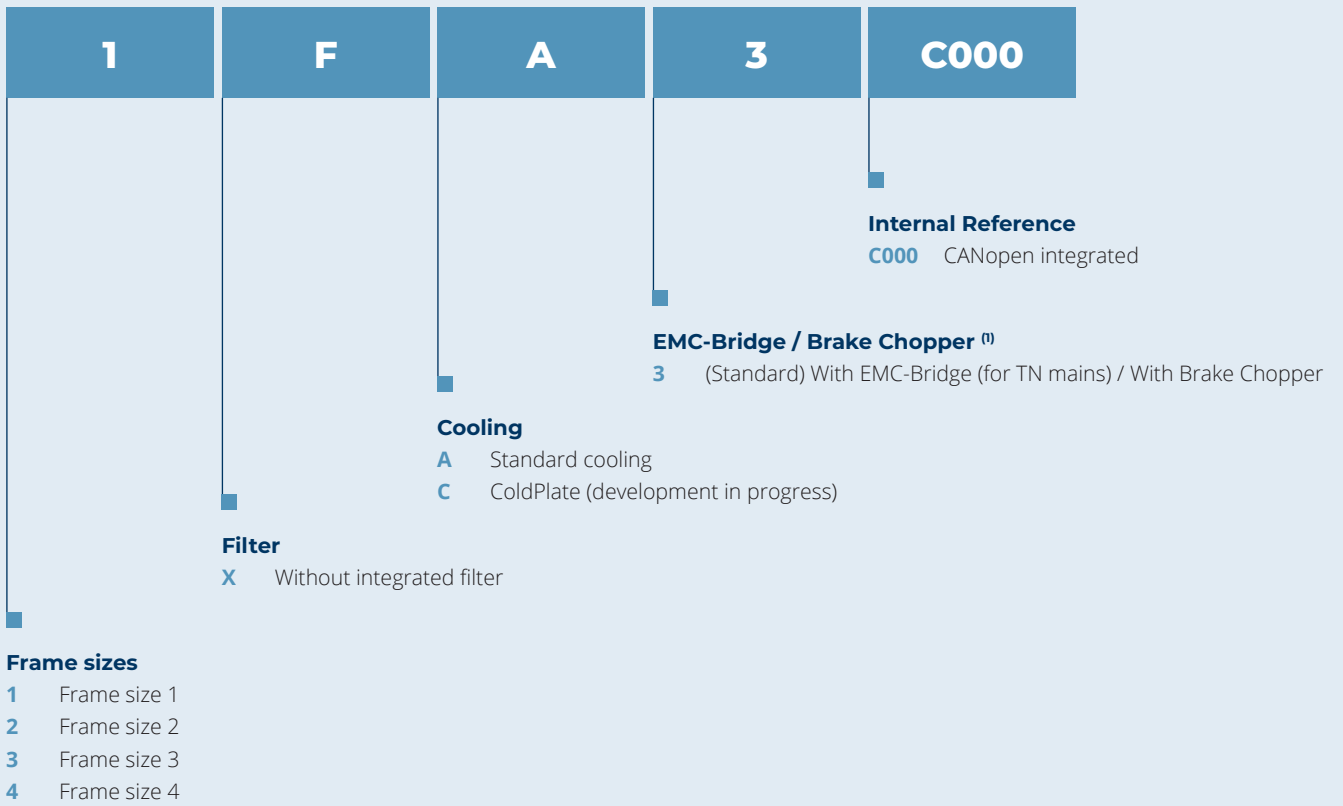 1 F A 3 C000
Internal Reference
C000 CANopen integrated
EMC-Bridge / Brake Chopper (1)
3 (Standard) With EMC-Bridge (for TN mains) / With Brake Chopper
Cooling
A Standard cooling
C ColdPlate (development in progress)
Filter
X Without integrated filter
Frame sizes
1 Frame size 1
2 Frame size 2
3 Frame size 3
4 Frame size 4